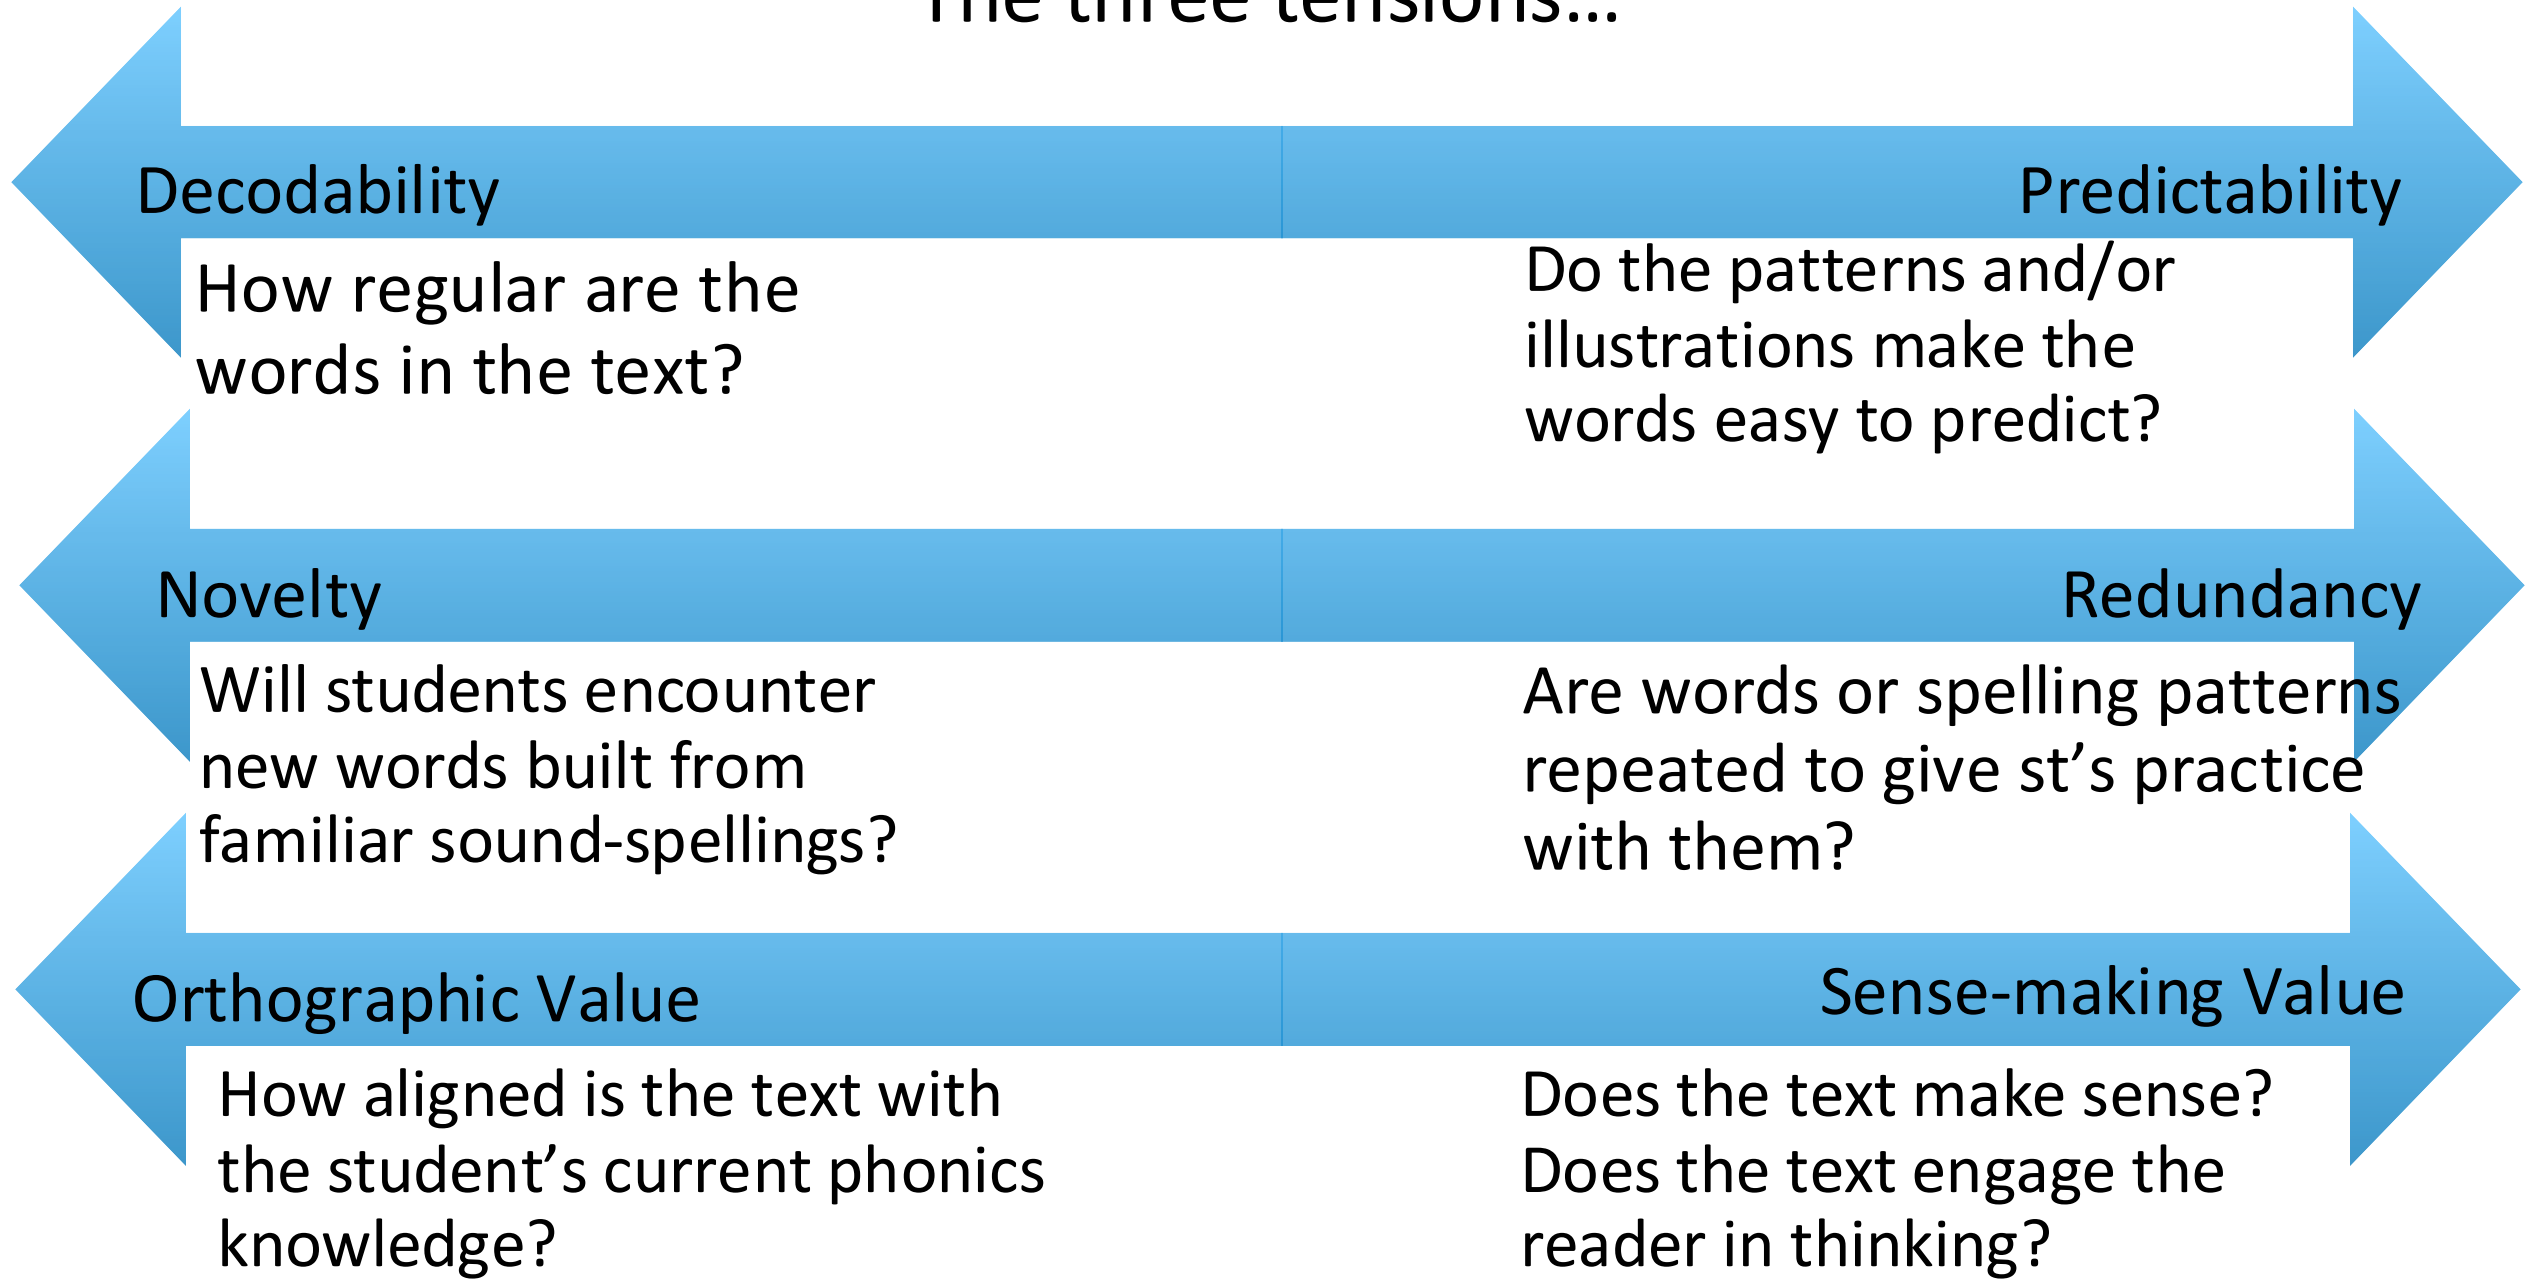 The three tensions…
Decodability
Predictability
How regular are the
words in the text?
Do the patterns and/or
illustrations make the
words easy to predict?
Novelty
Redundancy
Will students encounter
new words built from
familiar sound-spellings?
Are words or spelling patterns
repeated to give st’s practice
with them?
Orthographic Value
Sense-making Value
How aligned is the text with
the student’s current phonics
knowledge?
Does the text make sense?
Does the text engage the
reader in thinking?